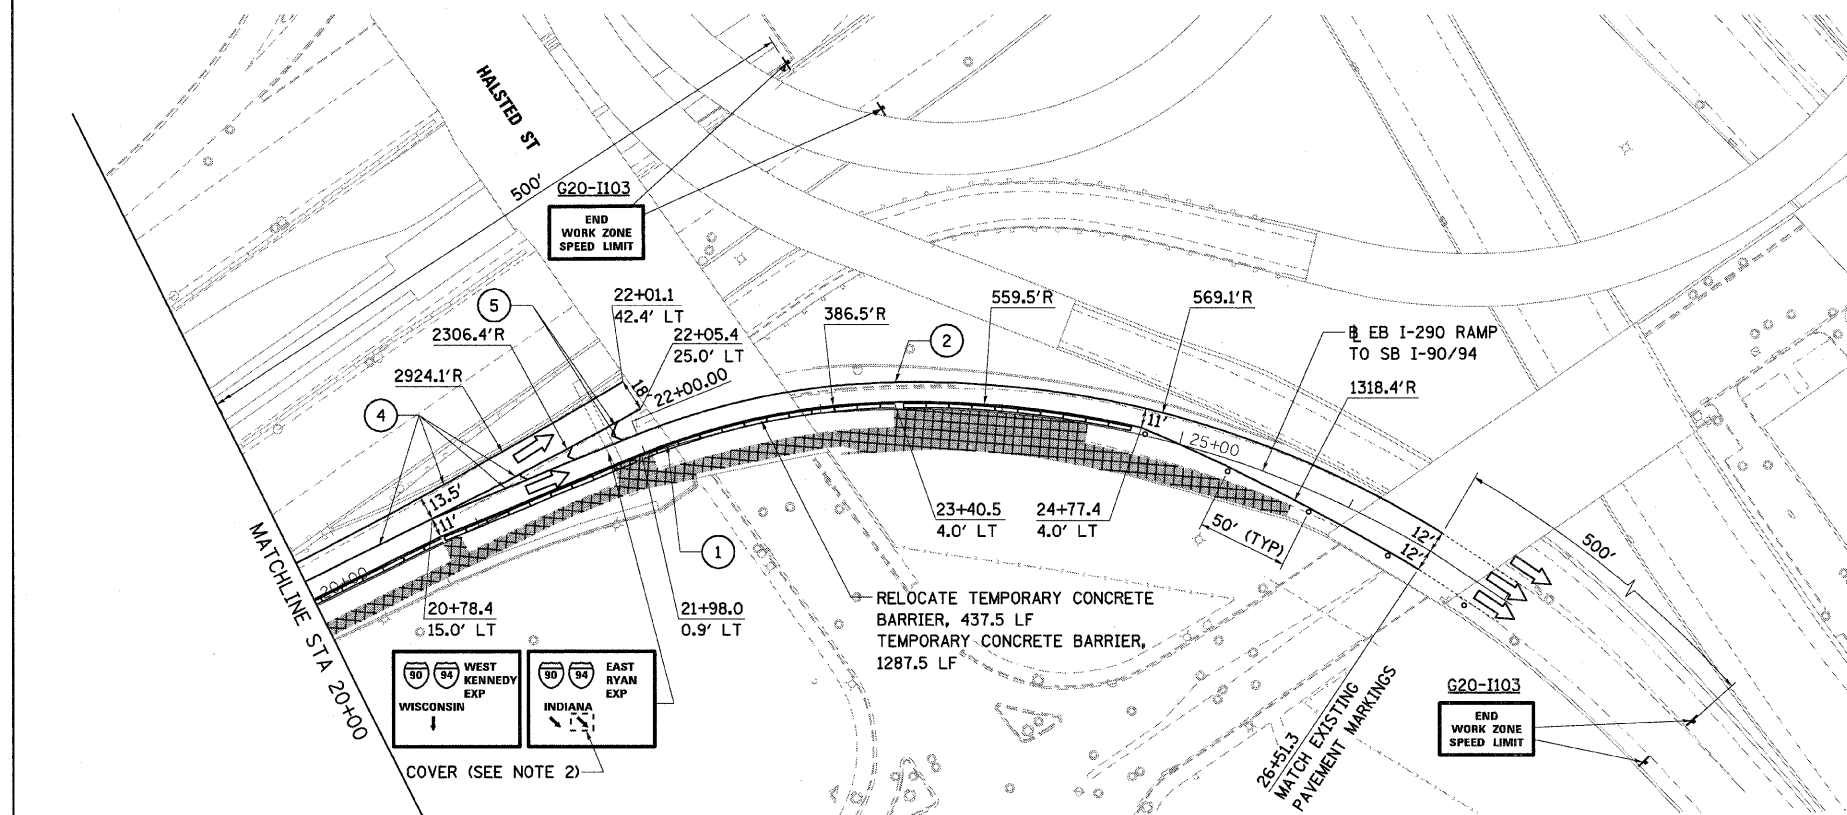 HALSTED ST
500'
G20-I103
END
WORK ZONE
SPEED LIMIT
5
22+01.1
42.4' LT
2306.4'R
22+05.4
25.0' LT
18'
22+00.00
386.5'R
2
559.5'R
569.1'R
EB I-290 RAMP
TO SB I-90/94
1318.4'R
2924.1'R
4
13.5'
11'
11'
25+00
20+00
MATCHLINE STA 20+00
20+78.4
15.0' LT
21+98.0
0.9' LT
1
23+40.5
4.0' LT
24+77.4
4.0' LT
50' (TYP)
12'
12'
500'
RELOCATE TEMPORARY CONCRETE
BARRIER, 437.5 LF
TEMPORARY CONCRETE BARRIER,
1287.5 LF
90 94 WEST
KENNEDY
EXP
WISCONSIN
90 94 EAST
RYAN
EXP
INDIANA
COVER (SEE NOTE 2)
26+51.3
MATCH EXISTING
PAVEMENT MARKINGS
G20-I103
END
WORK ZONE
SPEED LIMIT